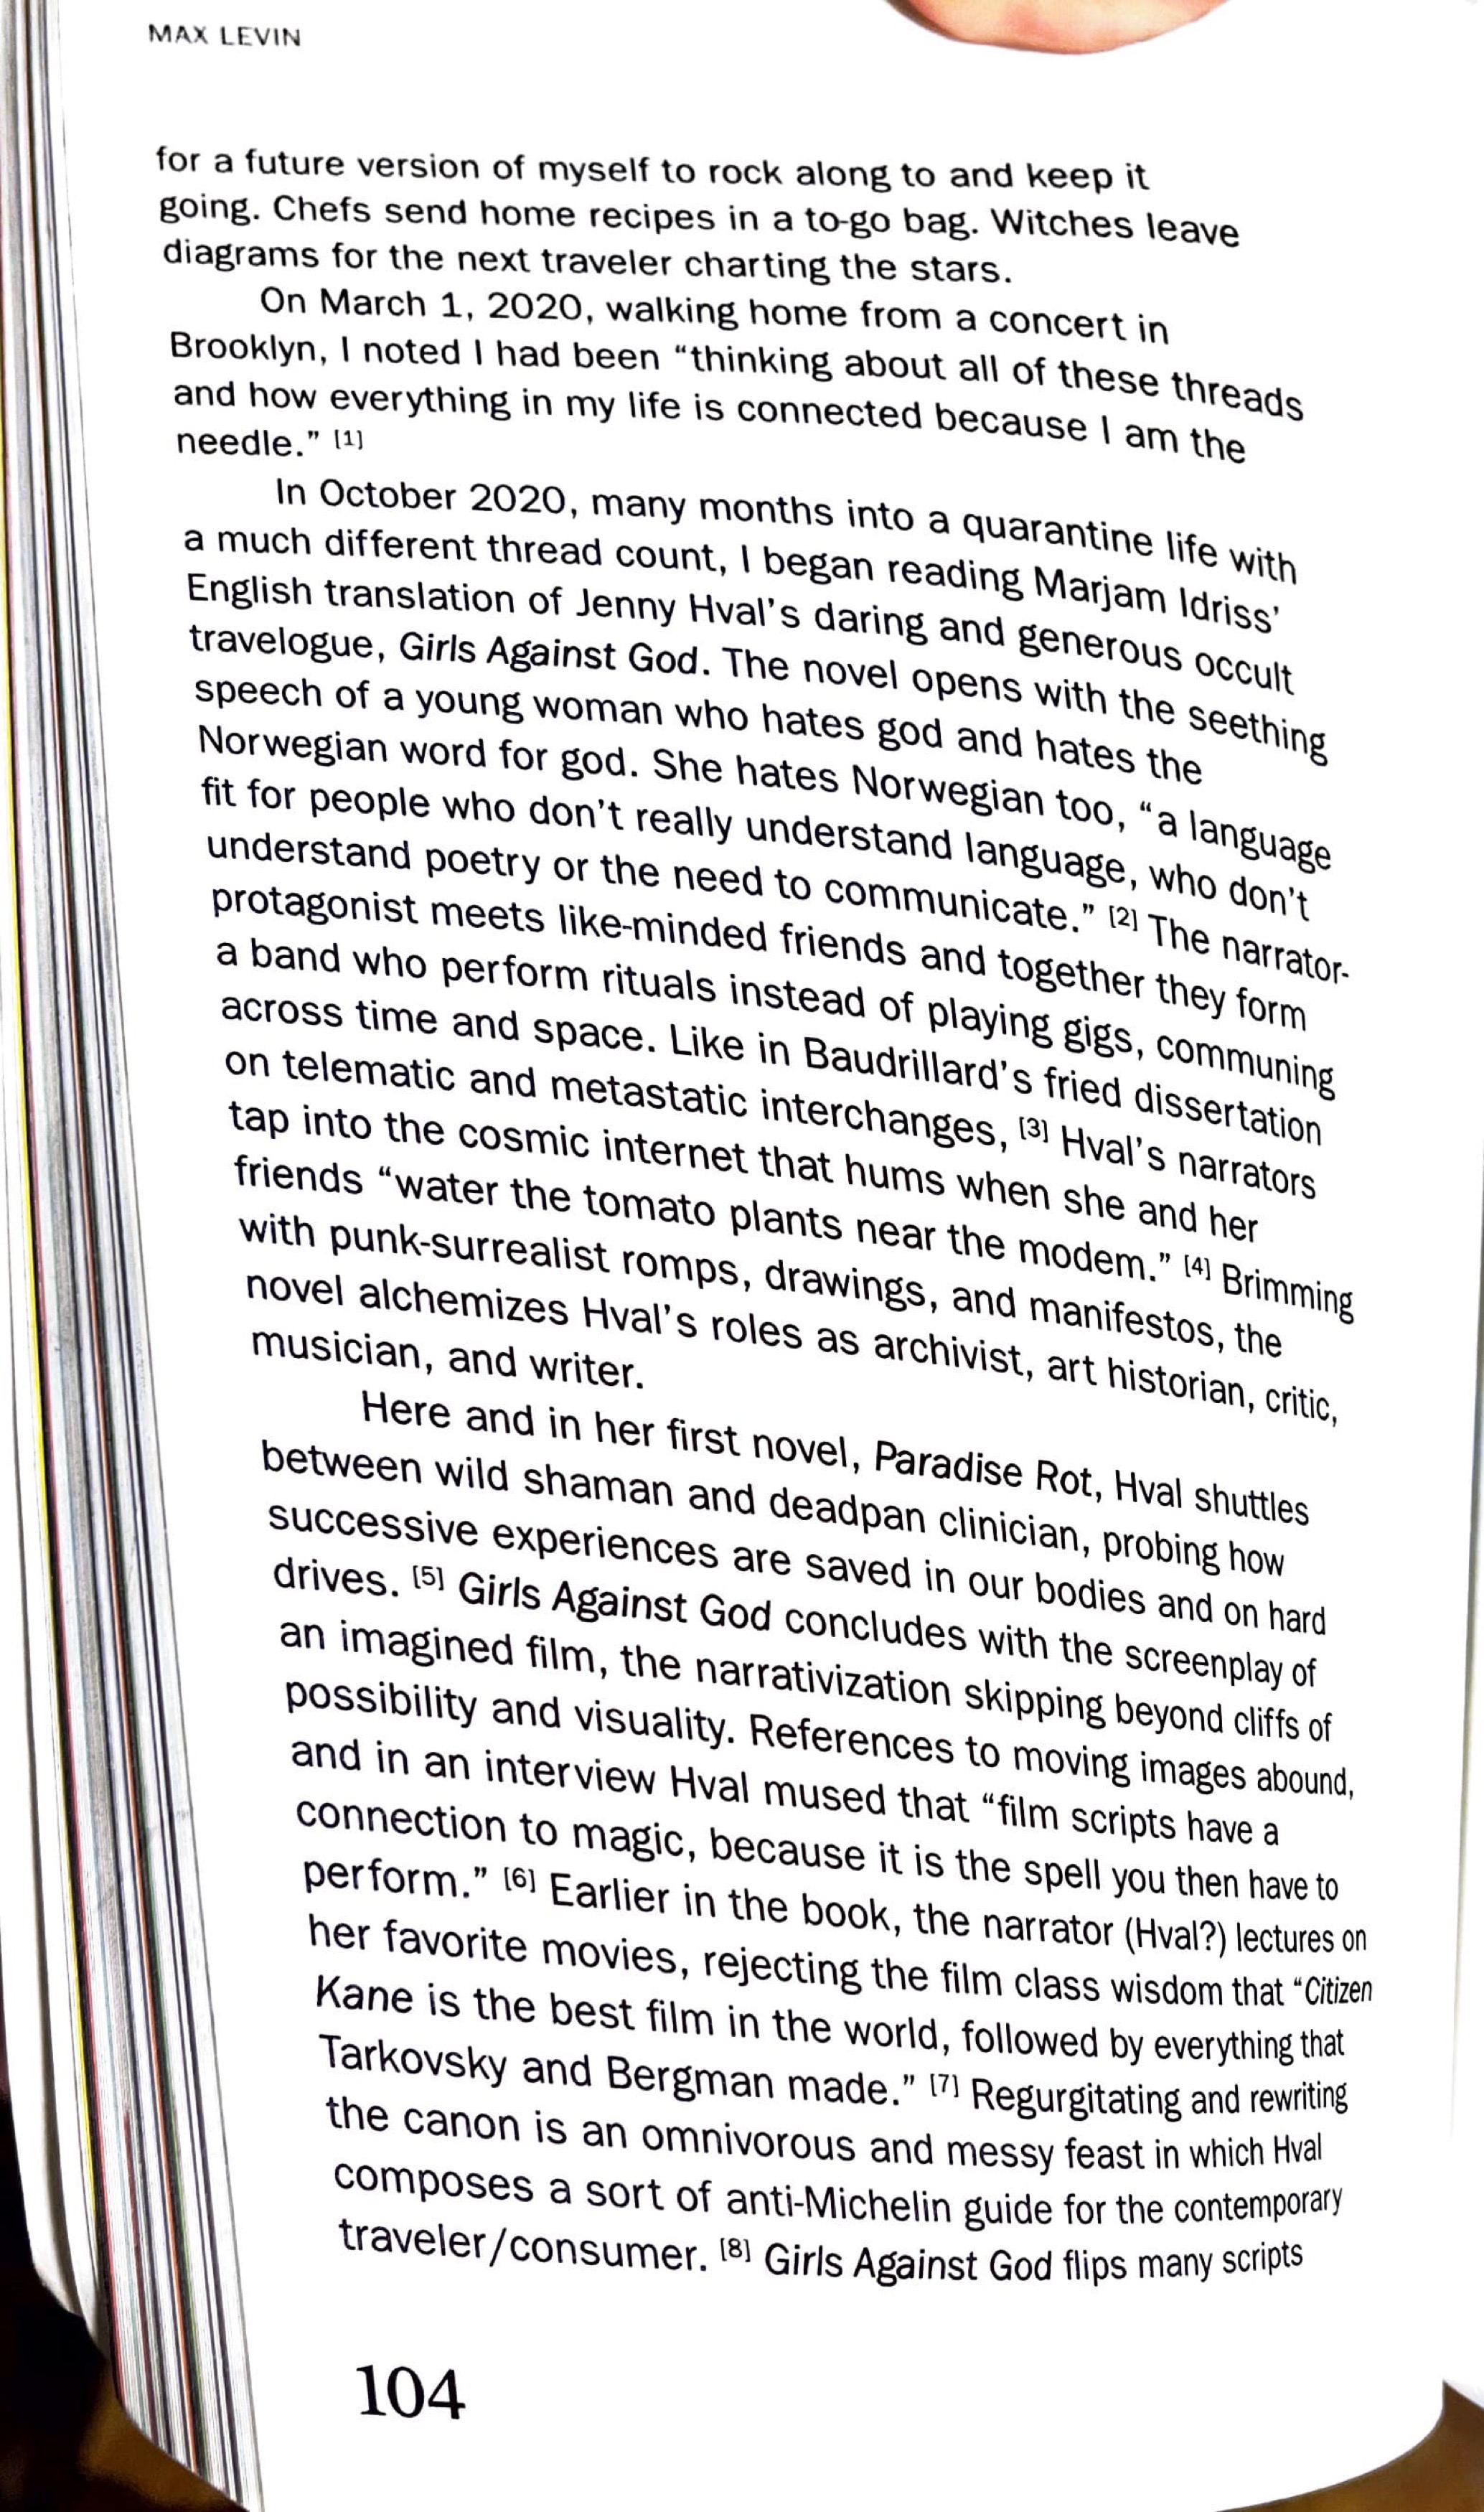 MAX LEVIN
for a future version of myself to rock along to and keep it
going. Chefs send home recipes in a to-go bag. Witches leave
diagrams for the next traveler charting the stars.
On March 1, 2020, walking home from a concert in
Brooklyn, I noted I had been “thinking about all of these threads
and how everything in my life is connected because I am the
needle.” [1]
In October 2020, many months into a quarantine life with
a much different thread count, I began reading Marjam Idriss’
English translation of Jenny Hval’s daring and generous occult
travelogue, Girls Against God. The novel opens with the seething
speech of a young woman who hates god and hates the
Norwegian word for god. She hates Norwegian too, “a language
fit for people who don’t really understand language, who don’t
understand poetry or the need to communicate.” [2] The narrator-
protagonist meets like-minded friends and together they form
a band who perform rituals instead of playing gigs, communing
across time and space. Like in Baudrillard’s fried dissertation
on telematic and metastatic interchanges, [3] Hval’s narrators
tap into the cosmic internet that hums when she and her
friends “water the tomato plants near the modem.” [4] Brimming
with punk-surrealist romps, drawings, and manifestos, the
novel alchemizes Hval’s roles as archivist, art historian, critic,
musician, and writer.
Here and in her first novel, Paradise Rot, Hval shuttles
between wild shaman and deadpan clinician, probing how
successive experiences are saved in our bodies and on hard
drives. [5] Girls Against God concludes with the screenplay of
an imagined film, the narrativization skipping beyond cliffs of
possibility and visuality. References to moving images abound,
and in an interview Hval mused that “film scripts have a
connection to magic, because it is the spell you then have to
perform.” [6] Earlier in the book, the narrator (Hval?) lectures on
her favorite movies, rejecting the film class wisdom that “Citizen
Kane is the best film in the world, followed by everything that
Tarkovsky and Bergman made.” [7] Regurgitating and rewriting
the canon is an omnivorous and messy feast in which Hval
composes a sort of anti-Michelin guide for the contemporary
traveler/consumer. [8] Girls Against God flips many scripts
104